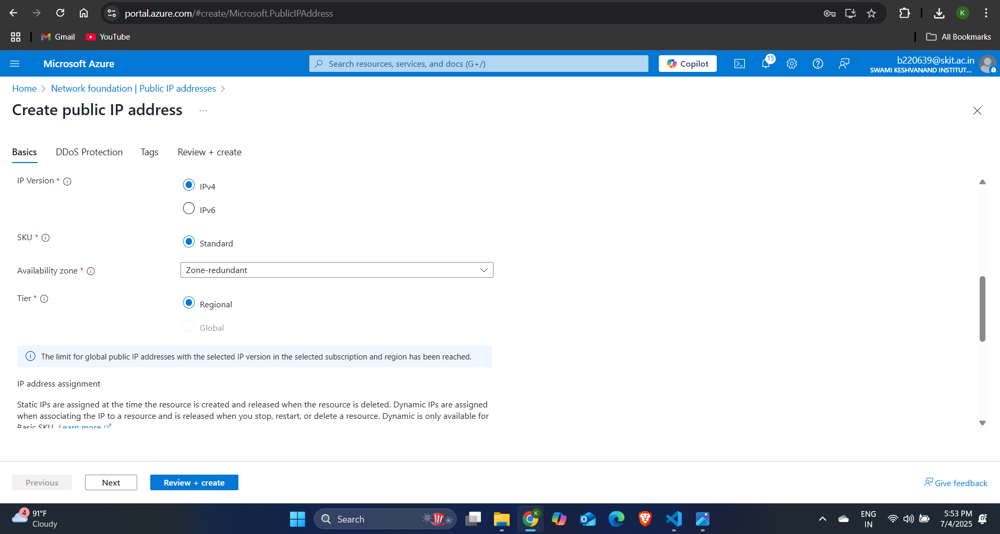 portal.azure.com/#create/Microsoft.PublicIPAddress
K
Gmail
YouTube
All Bookmarks
Microsoft Azure
Search resources, services, and docs (G+/)
Copilot
15
b220639@skit.ac.in
SWAMI KESHVANAND INSTITUT...
Home > Network foundation | Public IP addresses >
Create public IP address ...
Basics
DDoS Protection
Tags
Review + create
IP Version *
IPv4
IPv6
SKU *
Standard
Availability zone *
Zone-redundant
Tier *
Regional
Global
The limit for global public IP addresses with the selected IP version in the selected subscription and region has been reached.
IP address assignment
Static IPs are assigned at the time the resource is created and released when the resource is deleted. Dynamic IPs are assigned
when associating the IP to a resource and is released when you stop, restart, or delete a resource. Dynamic is only available for
Basic SKU. Learn more
Previous
Next
Review + create
Give feedback
4
91°F
Cloudy
Search
K
ENG
IN
5:53 PM
7/4/2025